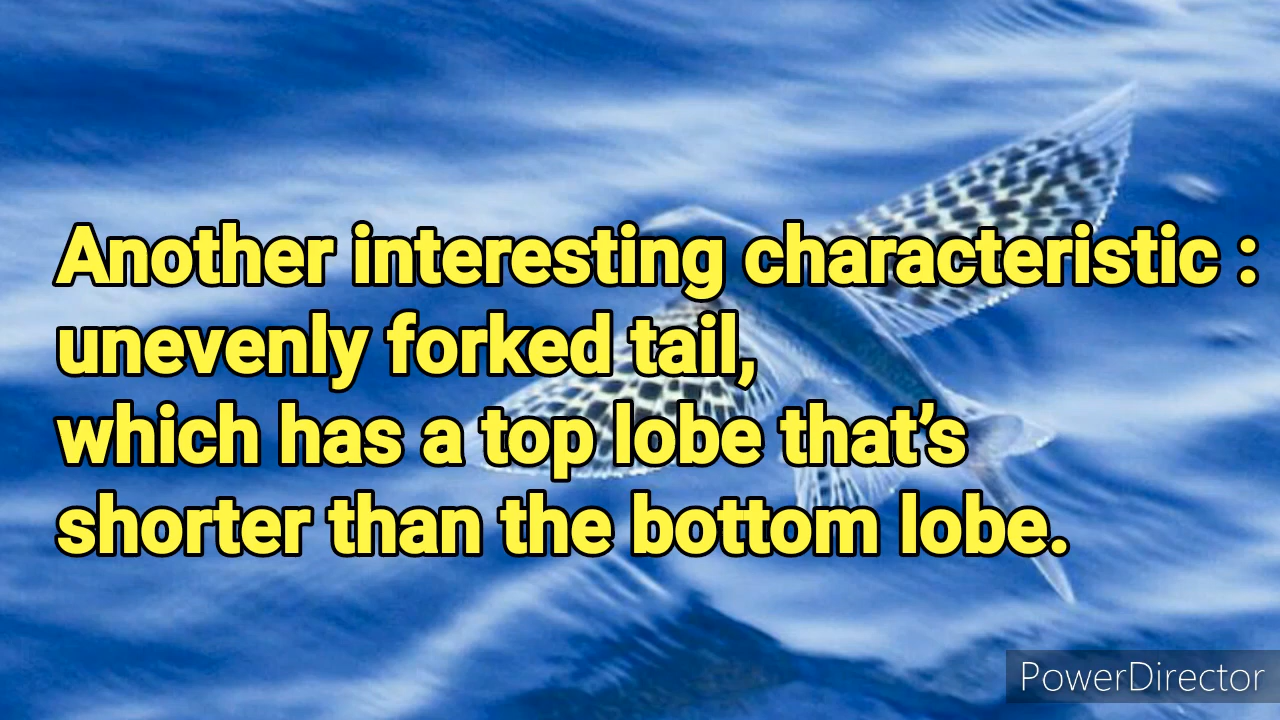 Another interesting characteristic :
unevenly forked tail,
which has a top lobe that’s
shorter than the bottom lobe.
PowerDirector